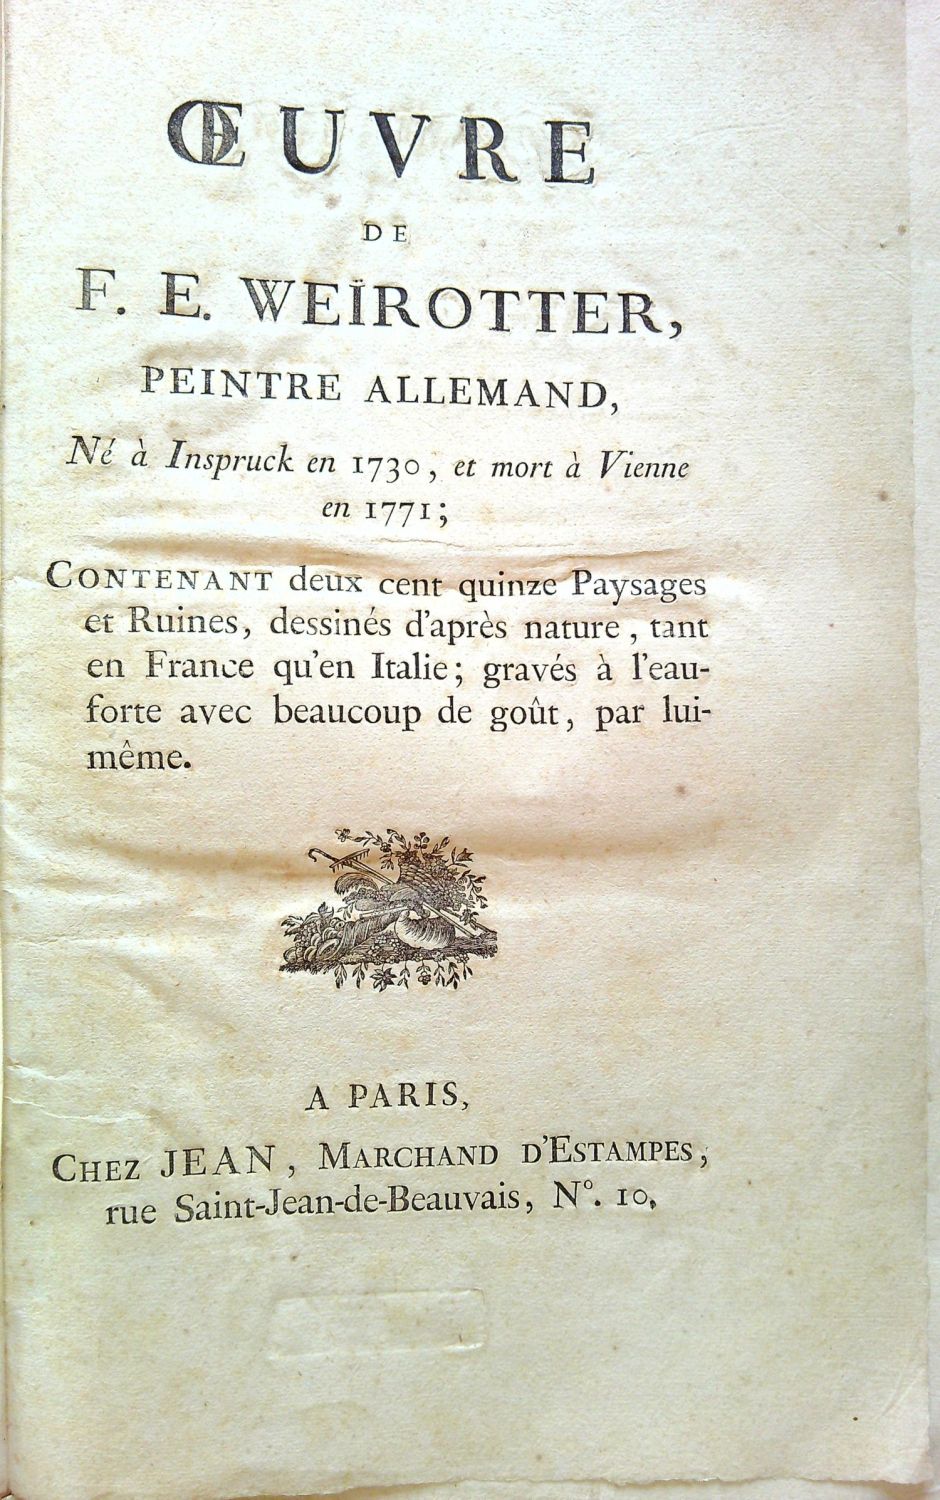 ŒUVRE
DE
F. E. WEÏROTTER,
PEINTRE ALLEMAND,
Né à Inspruck en 1730, et mort à Vienne
en 1771;
CONTENANT deux cent quinze Paysages
et Ruines, dessinés d'après nature, tant
en France qu'en Italie; gravés à l'eau-
forte avec beaucoup de goût, par lui-
même.
A PARIS,
CHEZ JEAN, MARCHAND D'ESTAMPES,
rue Saint-Jean-de-Beauvais, N°. 10.